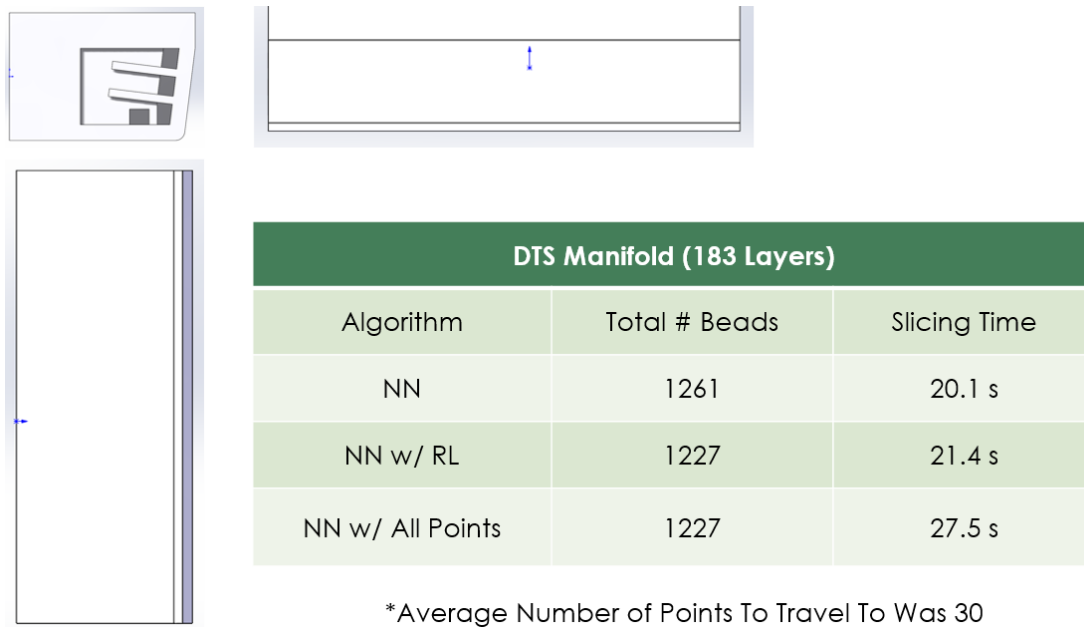 DTS Manifold (183 Layers)
Algorithm Total # Beads Slicing Time
NN 1261 20.1 s
NN w/ RL 1227 21.4 s
NN w/ All Points 1227 27.5 s
*Average Number of Points To Travel To Was 30